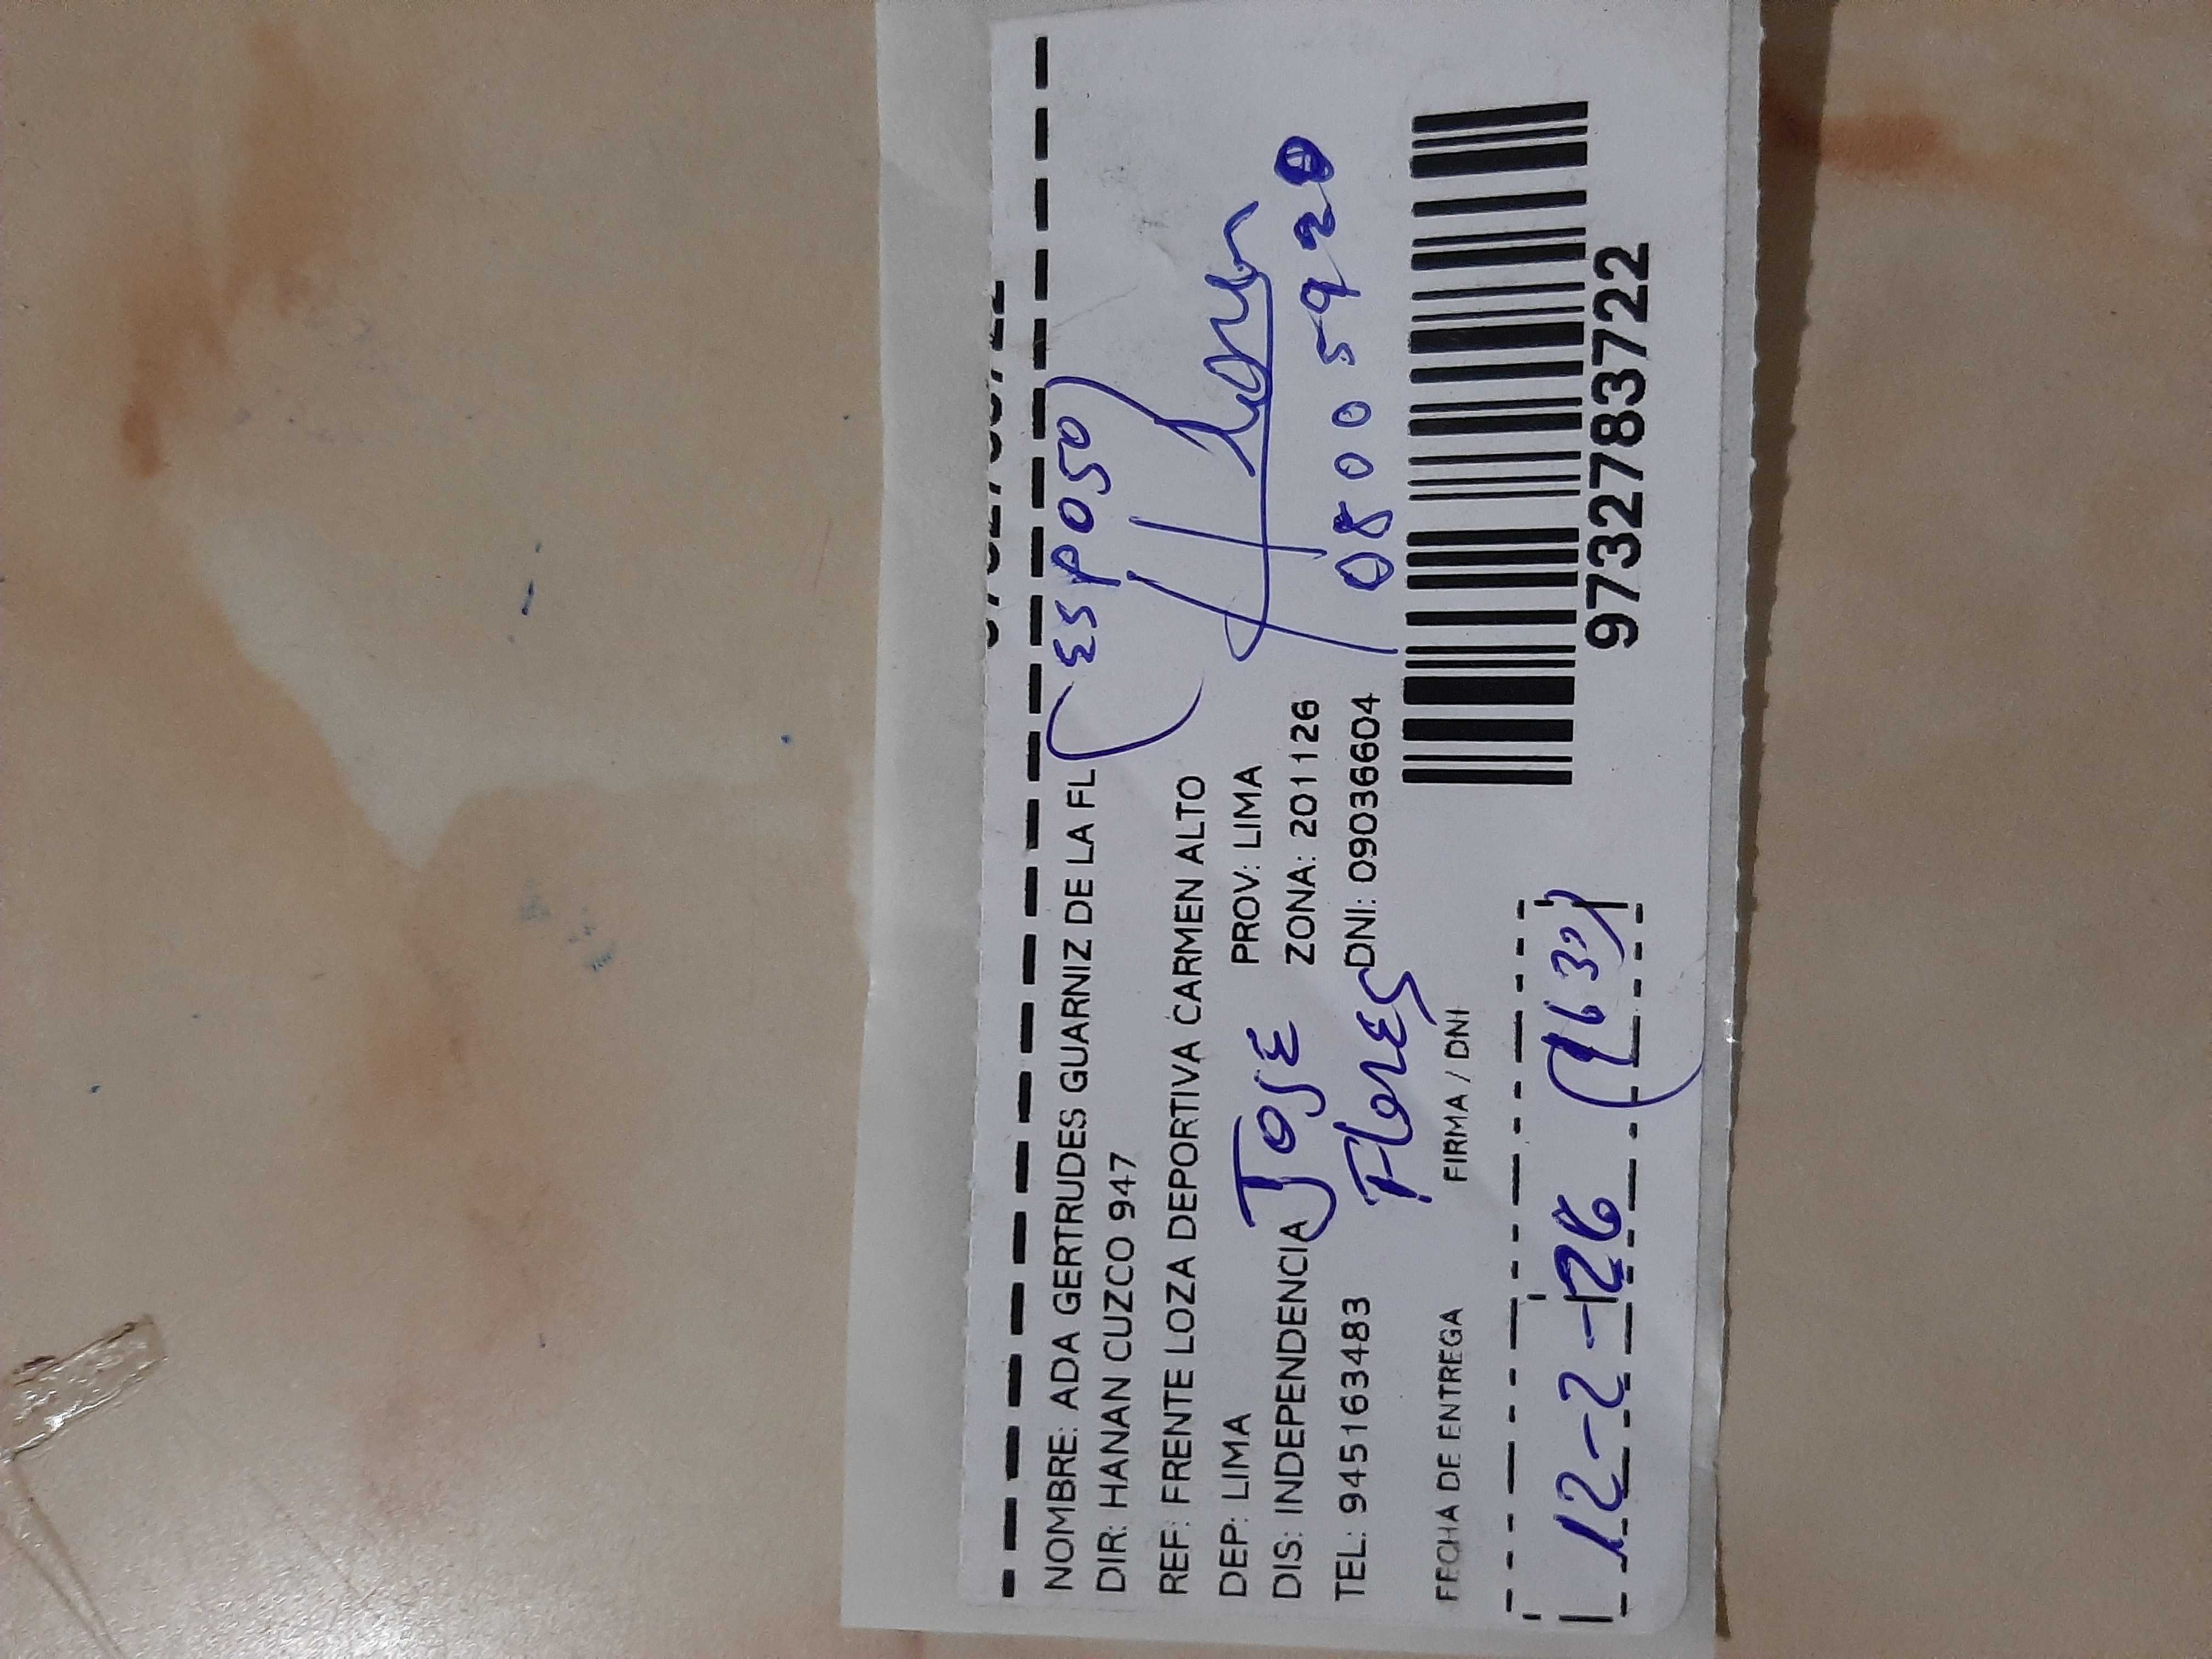 NOMBRE: ADA GERTRUDES GUARNIZ DE LA FL
(ESPOSO)
DIR: HANAN CUZCO 947
REF: FRENTE LOZA DEPORTIVA CARMEN ALTO
DEP: LIMA PROV: LIMA
DIS: INDEPENDENCIA ZONA: 201126
JOSE
TEL: 945163483 DNI: 09036604
08005920
FLORES
FECHA DE ENTREGA FIRMA / DNI
12-2-26 (1630)
9732783722